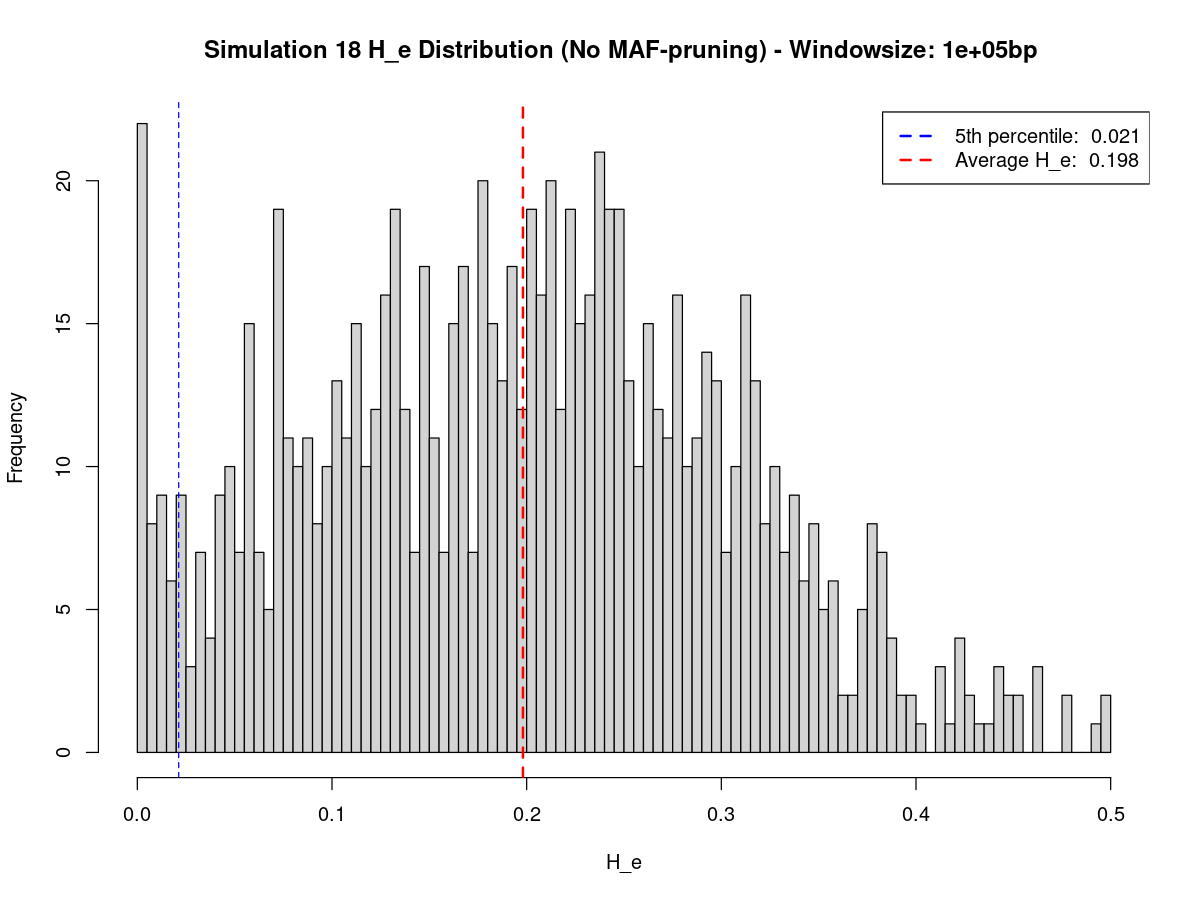 Simulation 18 H_e Distribution (No MAF-pruning) - Windowsize: 1e+05bp
5th percentile:  0.021
Average H_e:  0.198
Frequency
20
15
10
5
0
0.0 0.1 0.2 0.3 0.4 0.5
H_e